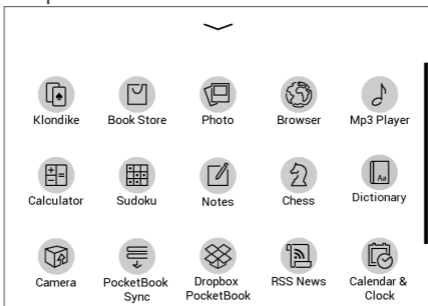 Klondike Book Store Photo Browser Mp3 Player
Aa
Calculator Sudoku Notes Chess Dictionary
Camera PocketBook Dropbox RSS News Calendar &
Sync PocketBook Clock